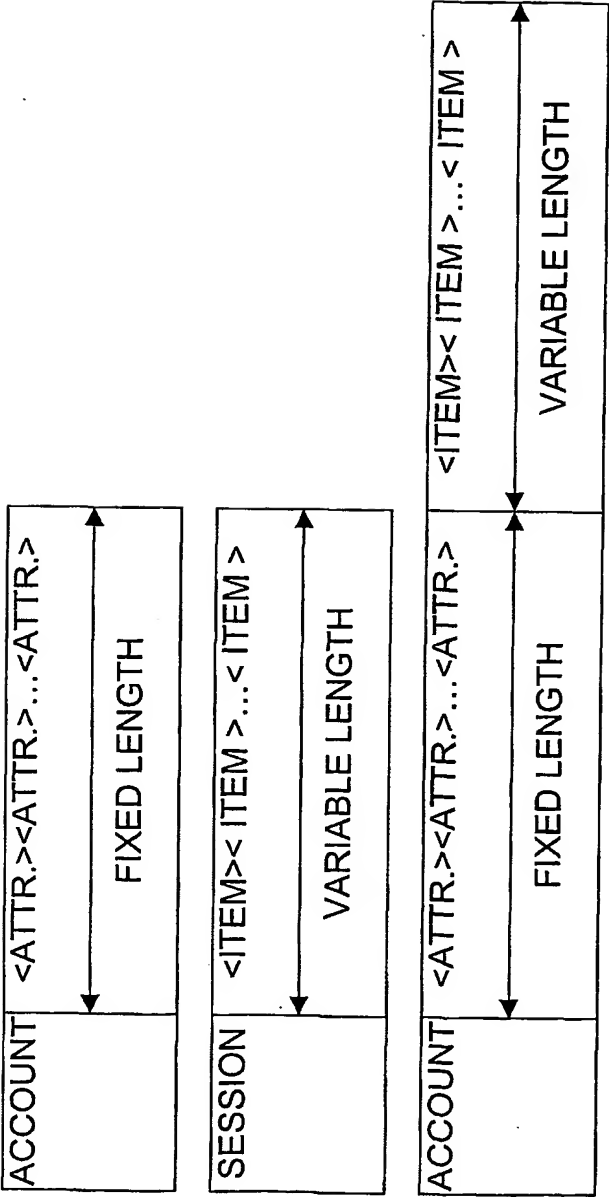 ACCOUNT <ATTR.><ATTR.>...<ATTR.>
FIXED LENGTH
SESSION <ITEM>< ITEM >...< ITEM >
VARIABLE LENGTH
ACCOUNT <ATTR.><ATTR.>...<ATTR.> <ITEM>< ITEM >...< ITEM >
FIXED LENGTH VARIABLE LENGTH